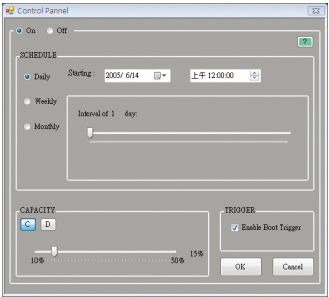 Control Pannel
On Off
?
SCHEDULE
Daily Starting : 2005/ 6/14 上午 12:00:00
Weekly
Interval of 1 day:
Monthly
CAPACITY
C D
15%
10% 50%
TRIGGER
Enable Boot Trigger
OK Cancel